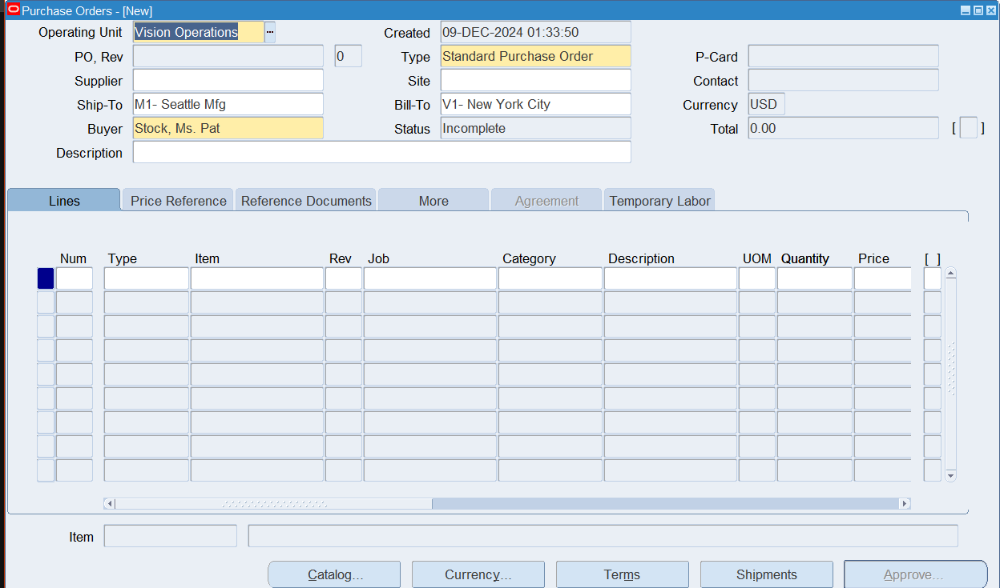 Purchase Orders - [New]
Operating Unit Vision Operations ... Created 09-DEC-2024 01:33:50
PO, Rev 0 Type Standard Purchase Order P-Card
Supplier Site Contact
Ship-To M1- Seattle Mfg Bill-To V1- New York City Currency USD
Buyer Stock, Ms. Pat Status Incomplete Total 0.00 [ ]
Description
Lines Price Reference Reference Documents More Agreement Temporary Labor
Num Type Item Rev Job Category Description UOM Quantity Price [ ]
Item
Catalog... Currency... Terms Shipments Approve...